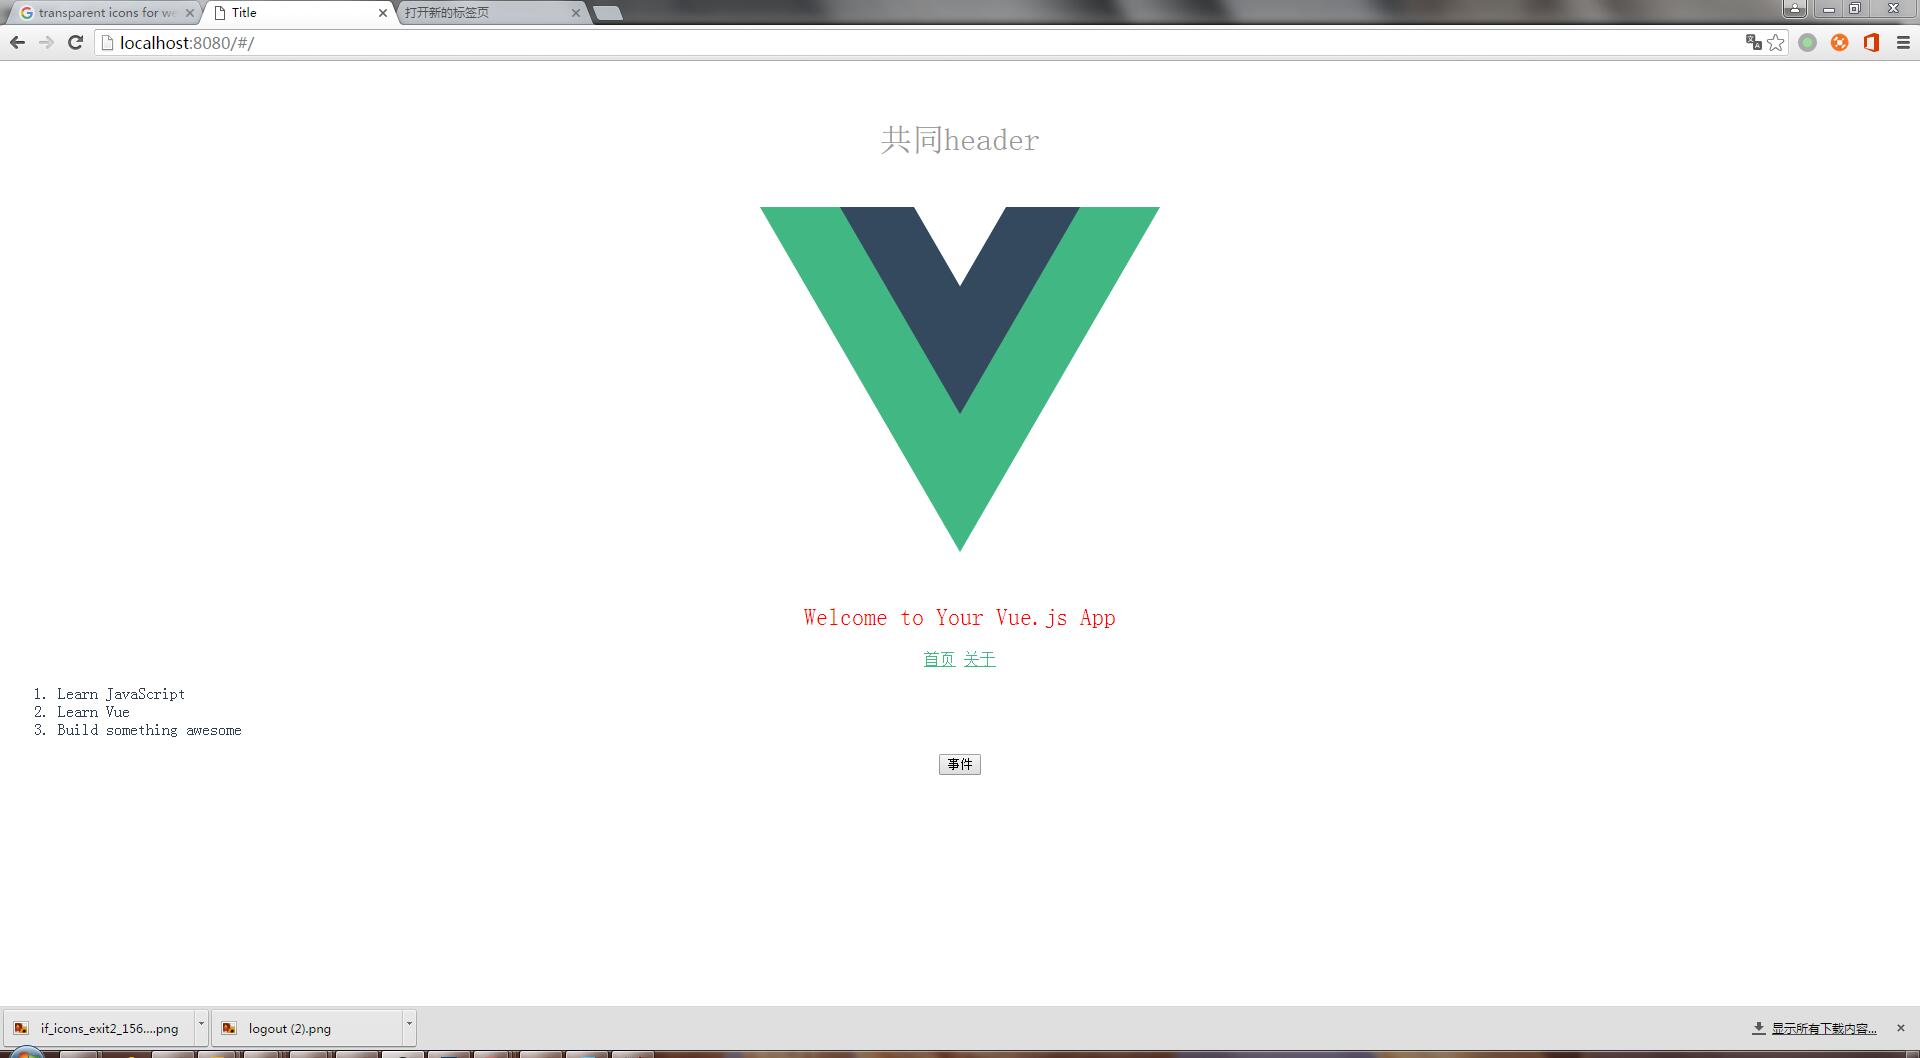 transparent icons for we
Title
打开新的标签页
localhost:8080/#/
共同header
Welcome to Your Vue.js App
首页 关于
1. Learn JavaScript
2. Learn Vue
3. Build something awesome
事件
if_icons_exit2_156....png
logout (2).png
显示所有下载内容...